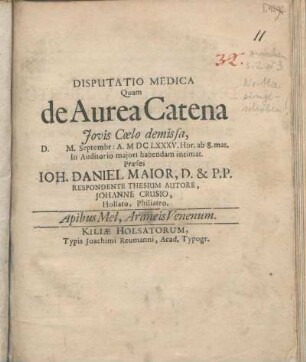 11
32.
DISPUTATIO MEDICA
Quam
de Aurea Catena
Jovis Cœlo demissa,
D. M. Septembr: A. M DC LXXXV. Hor. ab 8. mat.
In Auditorio majori habendam intimat
Præses
IOH. DANIEL MAIOR, D. & P.P.
RESPONDENTE THESIUM AUTORE,
JOHANNE CRUSIO,
Holsato, Philiatro.
Apibus Mel, Araneis Venenum.
KILIÆ HOLSATORUM,
Typis Joachimi Reumanni, Acad. Typogr.